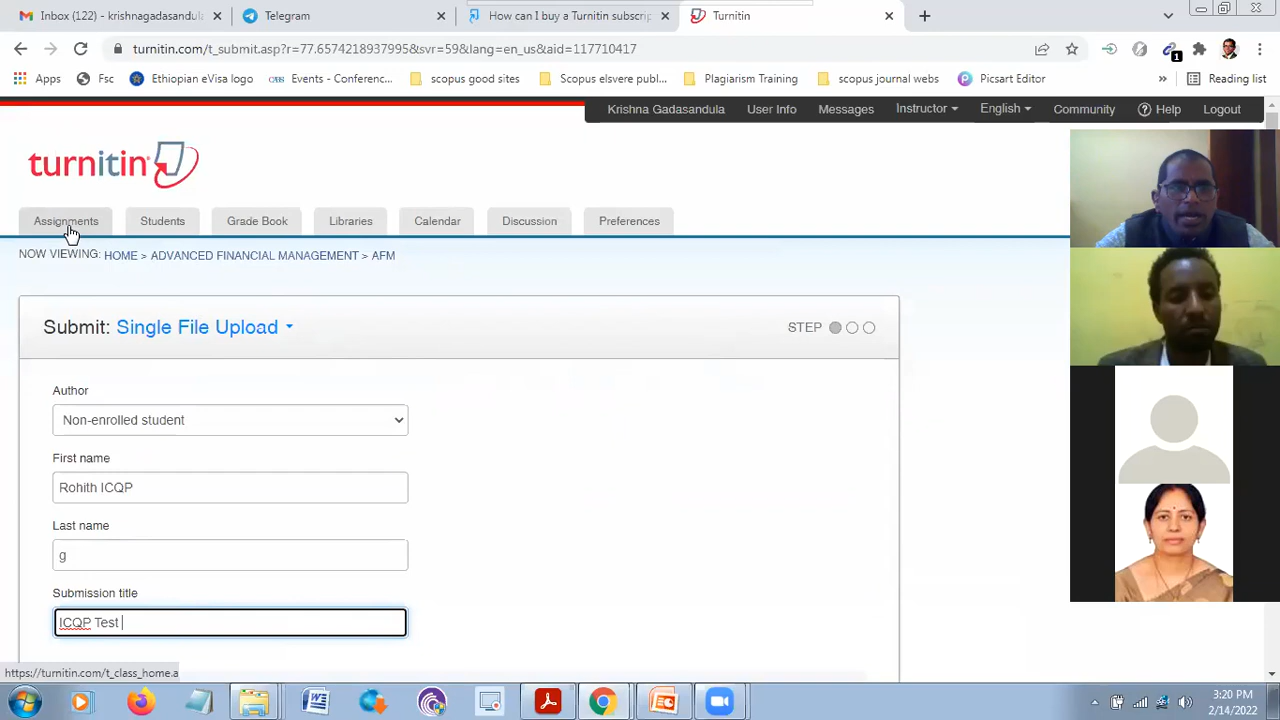 Inbox (122) - krishnagadasandula
Telegram
How can I buy a Turnitin subscrip
Turnitin
turnitin.com/t_submit.asp?r=77.6574218937995&svr=59&lang=en_us&aid=117710417
1
Apps
Fsc
Ethiopian eVisa logo
Events - Conferenc...
scopus good sites
Scopus elsvere publ...
Plagiarism Training
scopus journal webs
Picsart Editor
»
Reading list
Krishna Gadasandula
User Info
Messages
Instructor
English
Community
Help
Logout
turnitin
Assignments
Students
Grade Book
Libraries
Calendar
Discussion
Preferences
NOW VIEWING: HOME > ADVANCED FINANCIAL MANAGEMENT > AFM
Submit: Single File Upload
STEP
Author
Non-enrolled student
First name
Rohith ICQP
Last name
g
Submission title
ICQP Test
https://turnitin.com/t_class_home.a
3:20 PM
2/14/2022